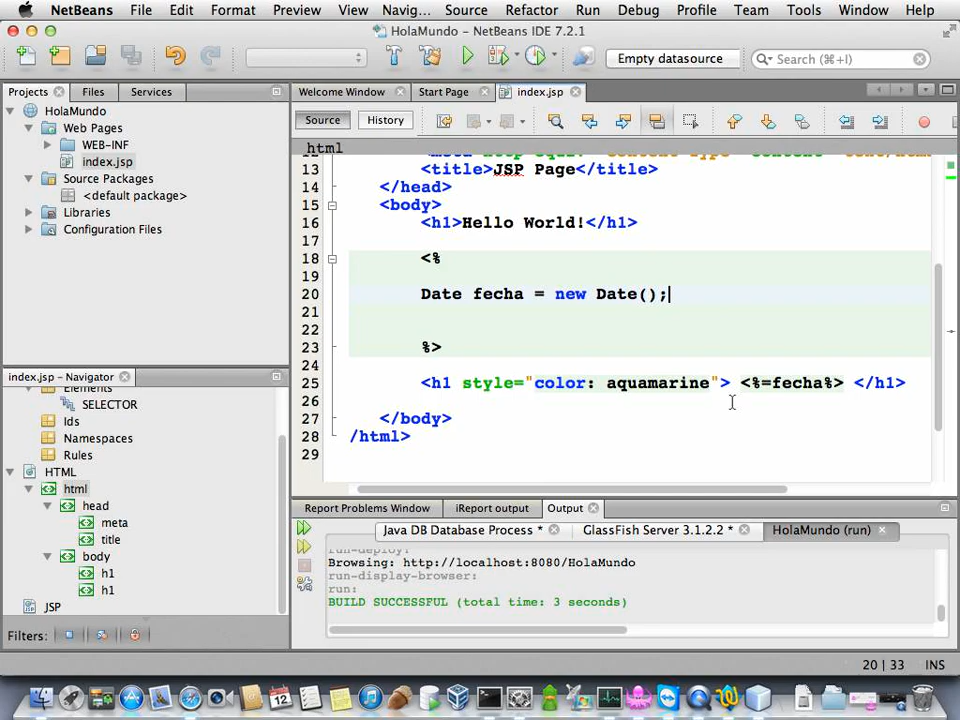 NetBeans File Edit Format Preview View Navig... Source Refactor Run Debug Profile Team Tools Window Help
HolaMundo - NetBeans IDE 7.2.1
Empty datasource
Search (⌘+I)
Projects Files Services
Welcome Window Start Page index.jsp
Source History
html
HolaMundo
Web Pages
WEB-INF
index.jsp
Source Packages
<default package>
Libraries
Configuration Files
13 <title>JSP Page</title>
14 </head>
15 <body>
16 <h1>Hello World!</h1>
17
18 <%
19
20 Date fecha = new Date();
21
22
23 %>
24
25 <h1 style="color: aquamarine"> <%=fecha%> </h1>
26
27 </body>
28 /html>
29
index.jsp - Navigator
Elements
SELECTOR
Ids
Namespaces
Rules
HTML
html
head
meta
title
body
h1
h1
JSP
Filters:
Report Problems Window iReport output Output
Java DB Database Process * GlassFish Server 3.1.2.2 * HolaMundo (run)
run-deploy:
Browsing: http://localhost:8080/HolaMundo
run-display-browser:
run:
BUILD SUCCESSFUL (total time: 3 seconds)
20 | 33 INS
12